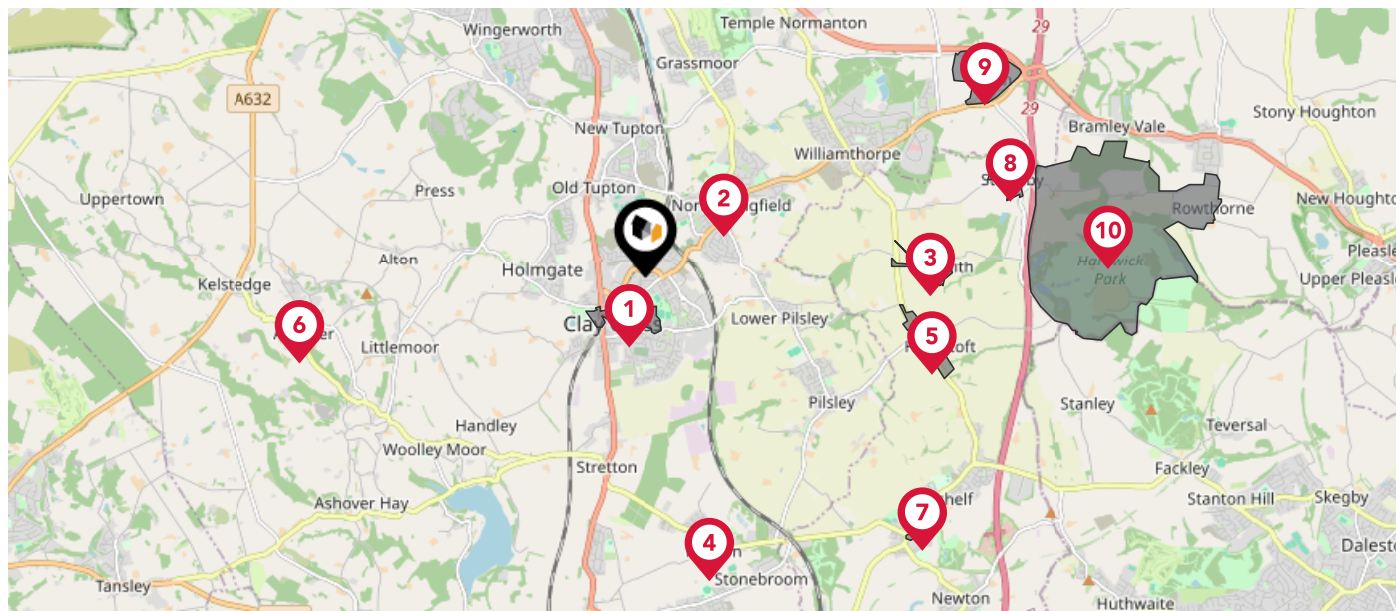 Temple Normanton
29
Wingerworth
Grassmoor
9
A632
29
Stony Houghton
New Tupton
Bramley Vale
Williamthorpe
8
Old Tupton
Press
Uppertown
2
New Hought
Rowthorne
10
Pleasle
Alton
3
Holmgate
Hardwick
Park
Upper Pleasle
Kelstedge
1
6
Lower Pilsley
5
Littlemoor
Pilsley
Stanley
Handley
Teversal
Woolley Moor
Stretton
Fackley
Ashover Hay
Stanton Hill
Skegby
7
4
Dalest
Stonebroom
Tansley
Newton
Huthwaite